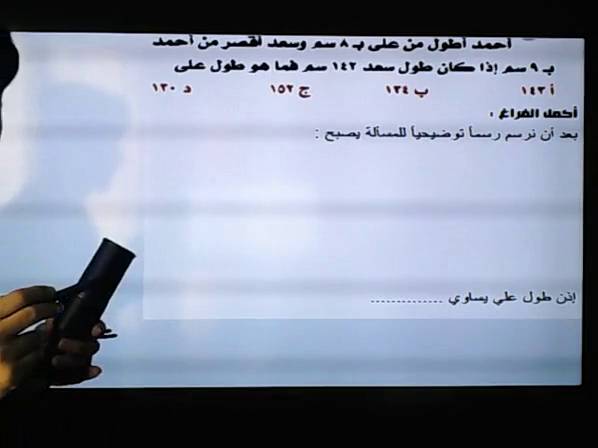 أحمد أطول من على بـ ٨ سم وسعد أقصر من أحمد
بـ ٩ سم إذا كان طول سعد ١٤٢ سم فما هو طول على
أ ١٤٣ ب ١٣٤ ج ١٥٢ د ١٣٠
أكمل الفراغ :
بعد أن نرسم رسماً توضيحياً للمسألة يصبح :
إذن طول علي يساوي ..............